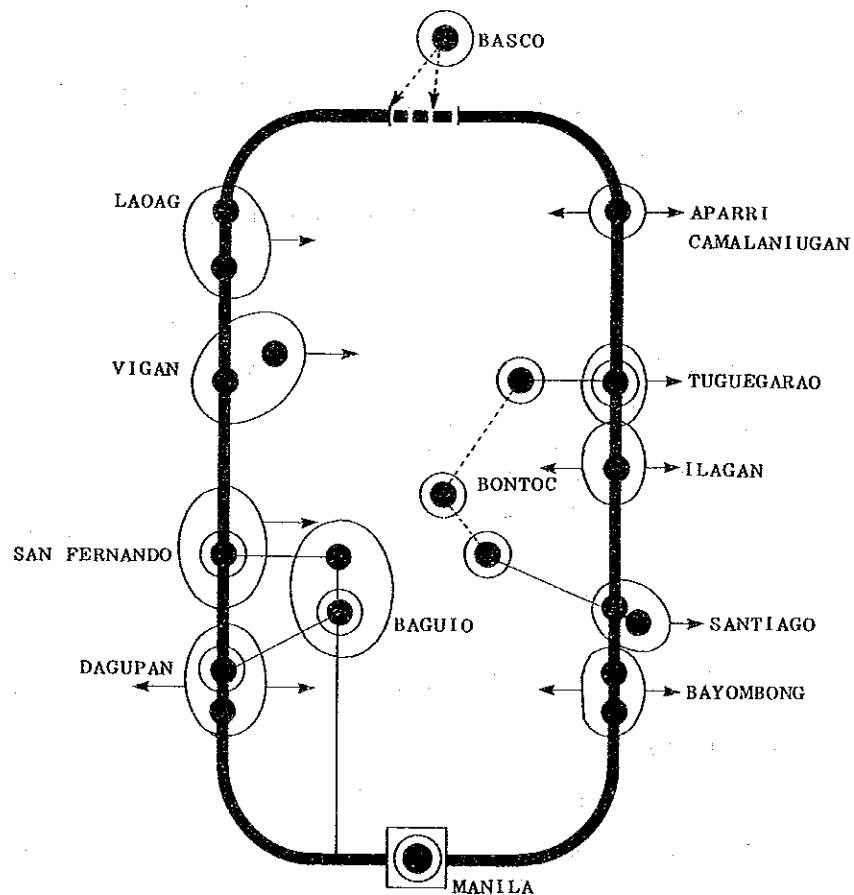 BASCO
LAOAG
APARRI
CAMALANIUGAN
VIGAN
TUGUEGARAO
BONTOC
ILAGAN
SAN FERNANDO
BAGUIO
SANTIAGO
DAGUPAN
BAYOMBONG
MANILA